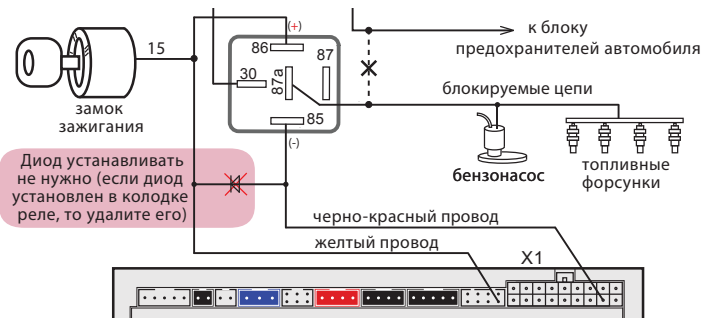 15
замок
зажигания
86
(+)
87
30
87a
85
(-)
к блоку
предохранителей автомобиля
блокируемые цепи
бензонасос
топливные
форсунки
Диод устанавливать
не нужно (если диод
установлен в колодке
реле, то удалите его)
черно-красный провод
желтый провод
X1